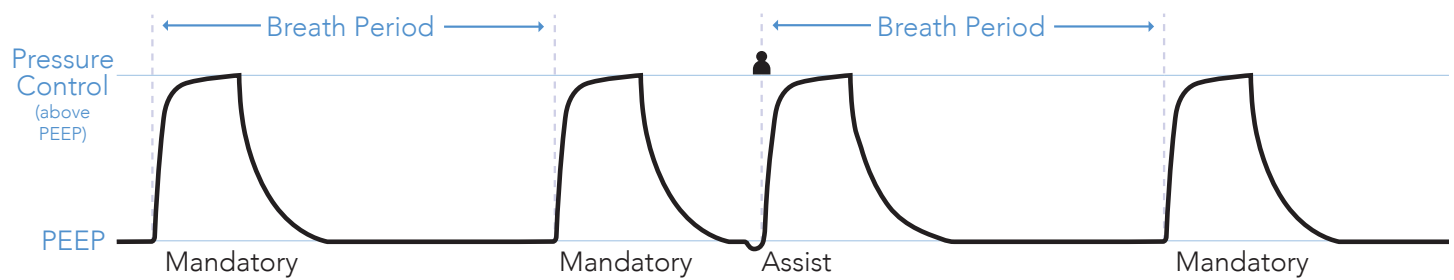 Breath Period
Breath Period
Pressure
Control
(above
PEEP)
PEEP
Mandatory
Mandatory
Assist
Mandatory